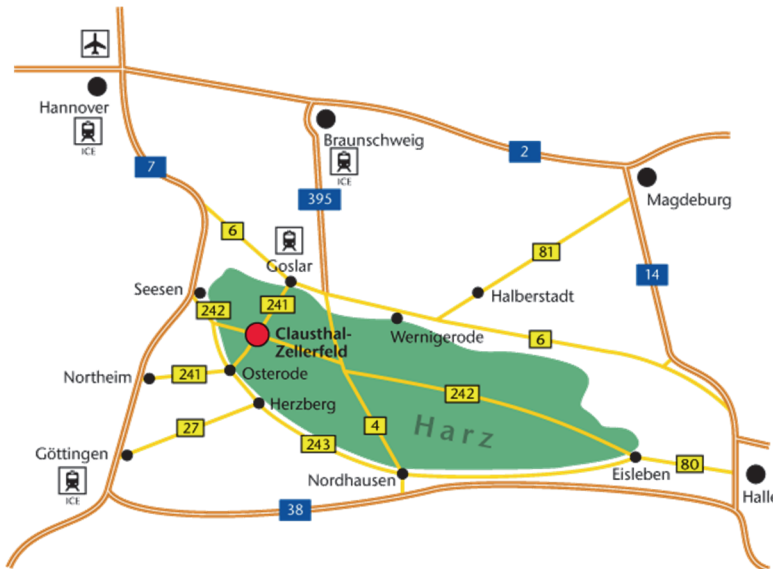 Hannover
ICE
Braunschweig
ICE
2
7
395
Magdeburg
6
81
Goslar
14
Seesen
Halberstadt
242
241
Clausthal-
Zellerfeld
Wernigerode
6
Northeim
241
Osterode
242
Herzberg
27
4
Harz
243
Göttingen
ICE
Nordhausen
Eisleben
80
Halle
38